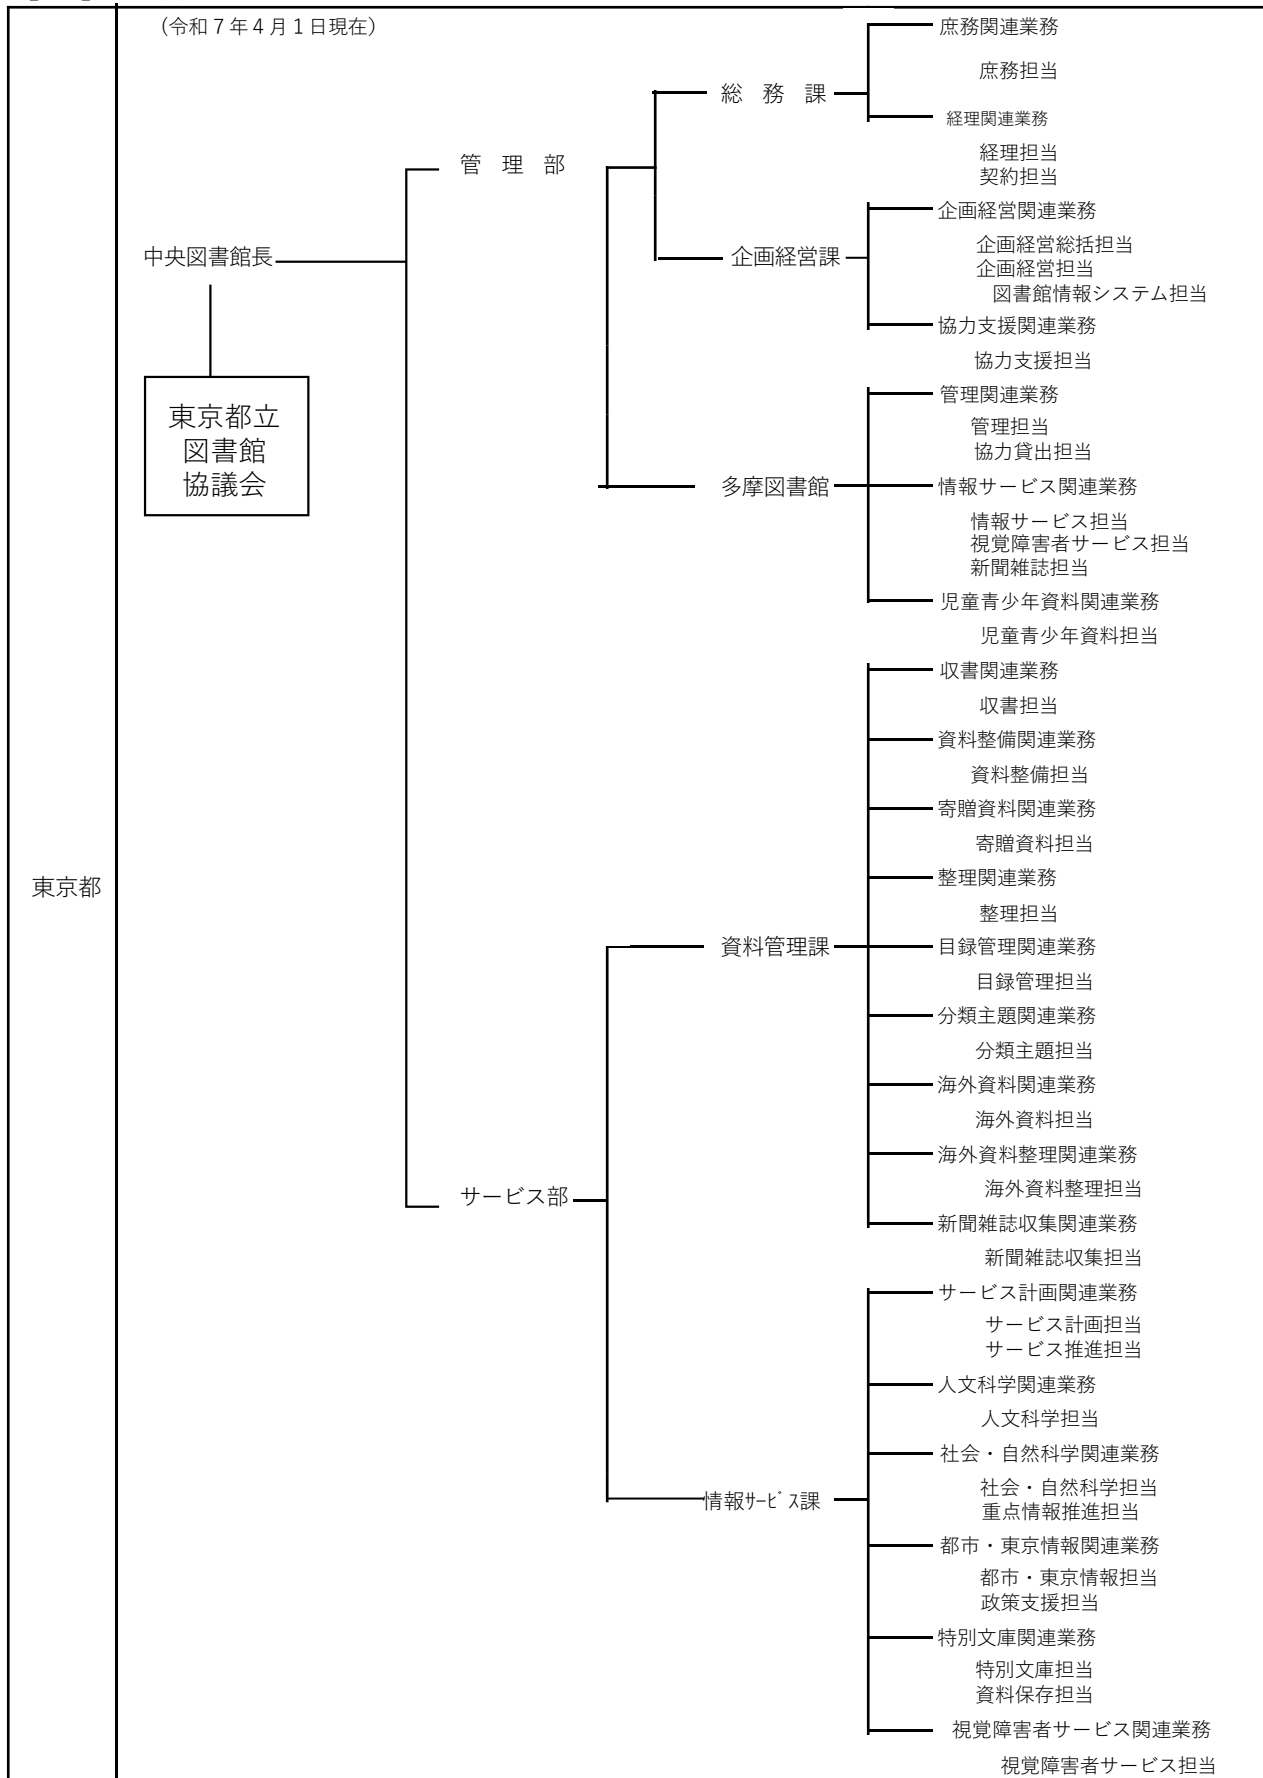 (令和７年４月１日現在)
東京都
中央図書館長
東京都立
図書館
協議会
管　理　部
総　務　課
庶務関連業務
庶務担当
経理関連業務
経理担当
契約担当
企画経営課
企画経営関連業務
企画経営総括担当
企画経営担当
図書館情報システム担当
協力支援関連業務
協力支援担当
多摩図書館
管理関連業務
管理担当
協力貸出担当
情報サービス関連業務
情報サービス担当
視覚障害者サービス担当
新聞雑誌担当
児童青少年資料関連業務
児童青少年資料担当
サービス部
資料管理課
収書関連業務
収書担当
資料整備関連業務
資料整備担当
寄贈資料関連業務
寄贈資料担当
整理関連業務
整理担当
目録管理関連業務
目録管理担当
分類主題関連業務
分類主題担当
海外資料関連業務
海外資料担当
海外資料整理関連業務
海外資料整理担当
新聞雑誌収集関連業務
新聞雑誌収集担当
情報ｻｰﾋﾞｽ課
サービス計画関連業務
サービス計画担当
サービス推進担当
人文科学関連業務
人文科学担当
社会・自然科学関連業務
社会・自然科学担当
重点情報推進担当
都市・東京情報関連業務
都市・東京情報担当
政策支援担当
特別文庫関連業務
特別文庫担当
資料保存担当
視覚障害者サービス関連業務
視覚障害者サービス担当